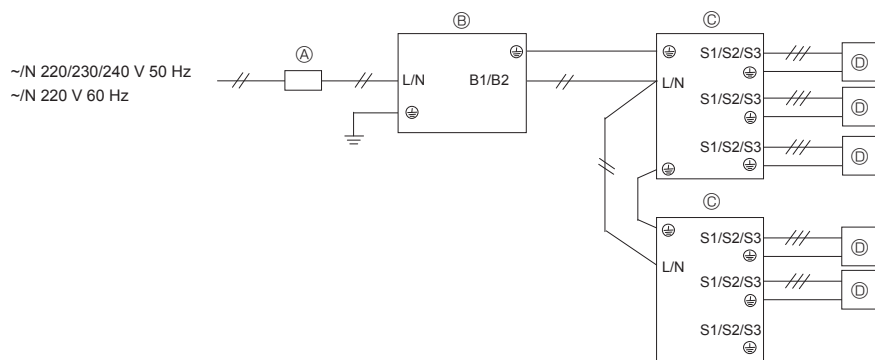 ~/N 220/230/240 V 50 Hz
~/N 220 V 60 Hz
Ⓐ
Ⓑ
L/N
B1/B2
Ⓒ
L/N
S1/S2/S3
Ⓓ
S1/S2/S3
Ⓓ
S1/S2/S3
Ⓓ
Ⓒ
L/N
S1/S2/S3
Ⓓ
S1/S2/S3
Ⓓ
S1/S2/S3